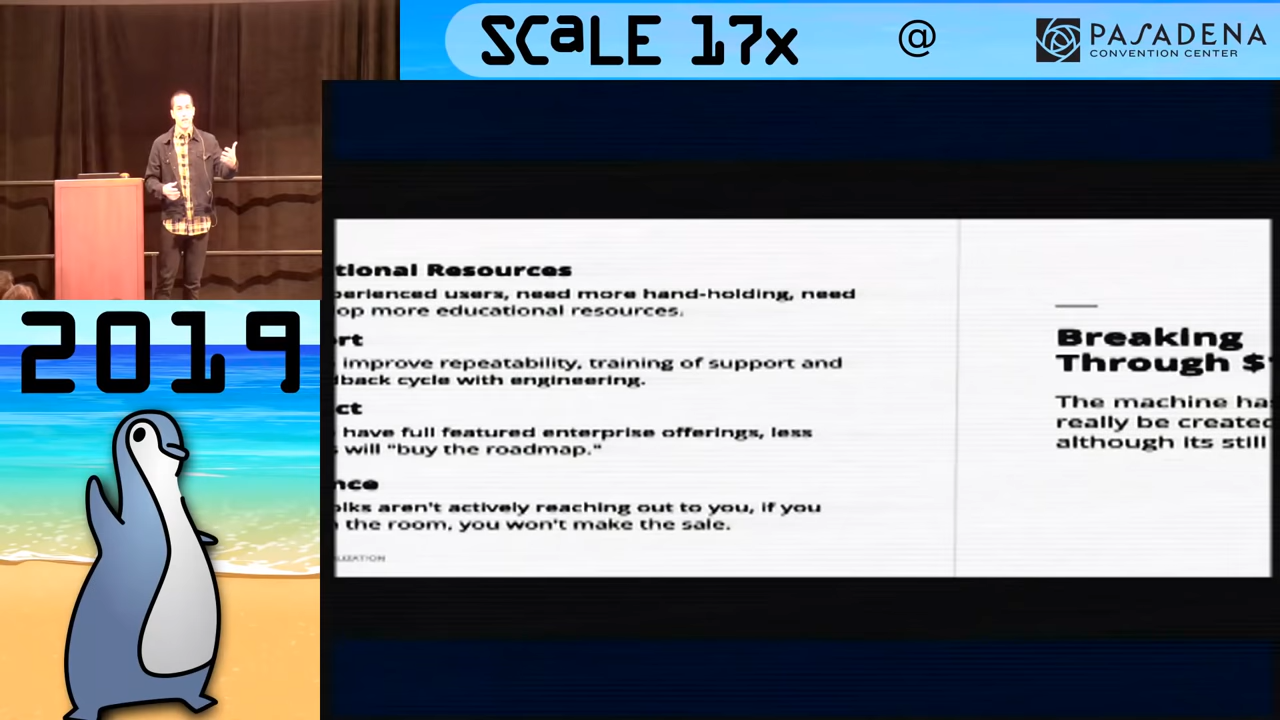 SCaLE 17x
@
PASADENA
CONVENTION CENTER
2019
tional Resources
perienced users, need more hand-holding, need
op more educational resources.
rt
improve repeatability, training of support and
dback cycle with engineering.
ct
have full featured enterprise offerings, less
will "buy the roadmap."
nce
olks aren't actively reaching out to you, if you
the room, you won't make the sale.
LIZATION
Breaking
Through $
The machine ha
really be created
although its still